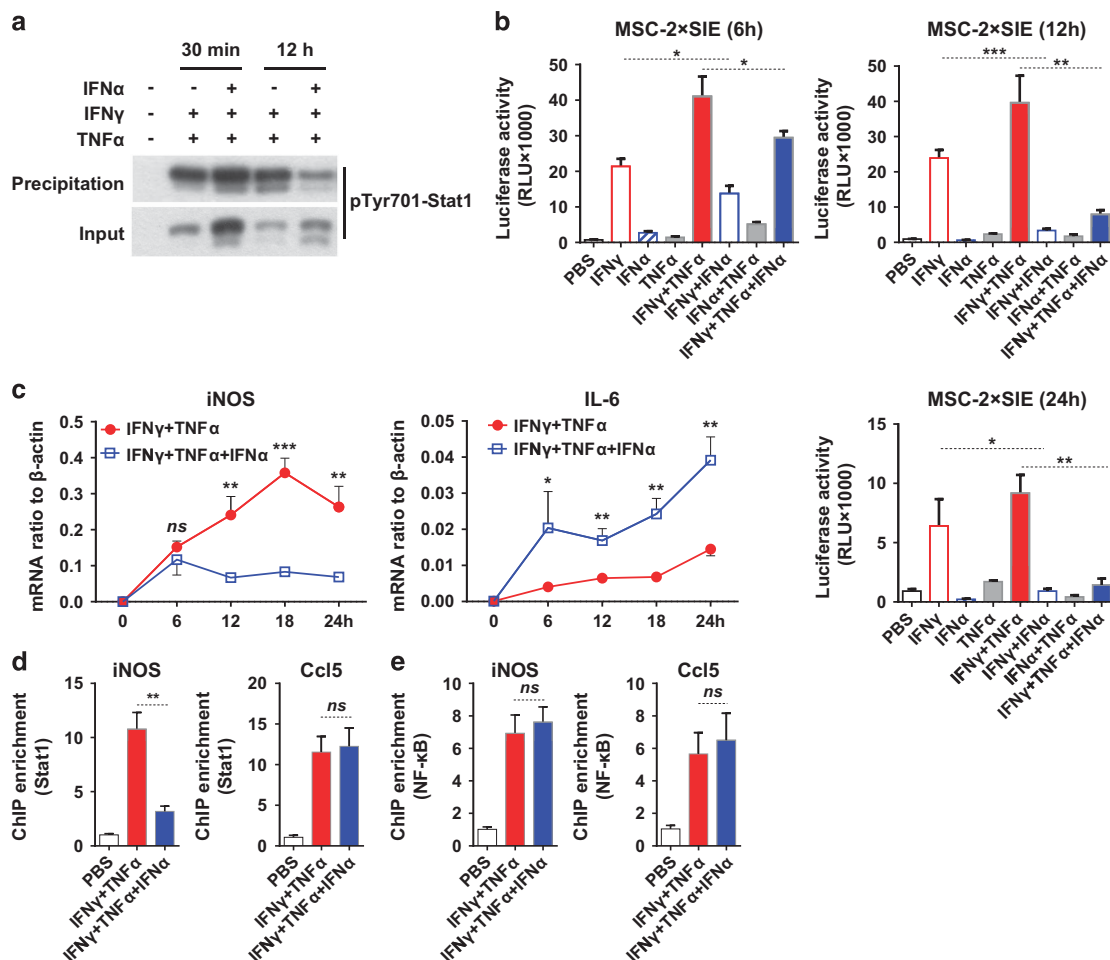 a
30 min 12 h
IFNα - - + - +
IFNγ - + + + +
TNFα - + + + +
Precipitation
Input
pTyr701-Stat1
b
MSC-2×SIE (6h)
Luciferase activity
(RLU×1000)
50
40
30
20
10
0
* *
PBS
IFNγ
IFNα
TNFα
IFNγ+TNFα
IFNγ+IFNα
IFNα+TNFα
IFNγ+TNFα+IFNα
MSC-2×SIE (12h)
Luciferase activity
(RLU×1000)
50
40
30
20
10
0
*** **
PBS
IFNγ
IFNα
TNFα
IFNγ+TNFα
IFNγ+IFNα
IFNα+TNFα
IFNγ+TNFα+IFNα
MSC-2×SIE (24h)
Luciferase activity
(RLU×1000)
15
10
5
0
* **
PBS
IFNγ
IFNα
TNFα
IFNγ+TNFα
IFNγ+IFNα
IFNα+TNFα
IFNγ+TNFα+IFNα
c
iNOS
IFNγ+TNFα
IFNγ+TNFα+IFNα
mRNA ratio to β-actin
0.5
0.4
0.3
0.2
0.1
0.0
ns ** *** **
0 6 12 18 24h
IL-6
IFNγ+TNFα
IFNγ+TNFα+IFNα
mRNA ratio to β-actin
0.05
0.04
0.03
0.02
0.01
0.00
* ** ** **
0 6 12 18 24h
d
iNOS
ChIP enrichment
(Stat1)
15
10
5
0
**
PBS
IFNγ+TNFα
IFNγ+TNFα+IFNα
Ccl5
ChIP enrichment
(Stat1)
20
15
12
10
5
0
ns
PBS
IFNγ+TNFα
IFNγ+TNFα+IFNα
e
iNOS
ChIP enrichment
(NF-κB)
10
8
6
4
2
0
ns
PBS
IFNγ+TNFα
IFNγ+TNFα+IFNα
Ccl5
ChIP enrichment
(NF-κB)
10
8
6
4
2
0
ns
PBS
IFNγ+TNFα
IFNγ+TNFα+IFNα